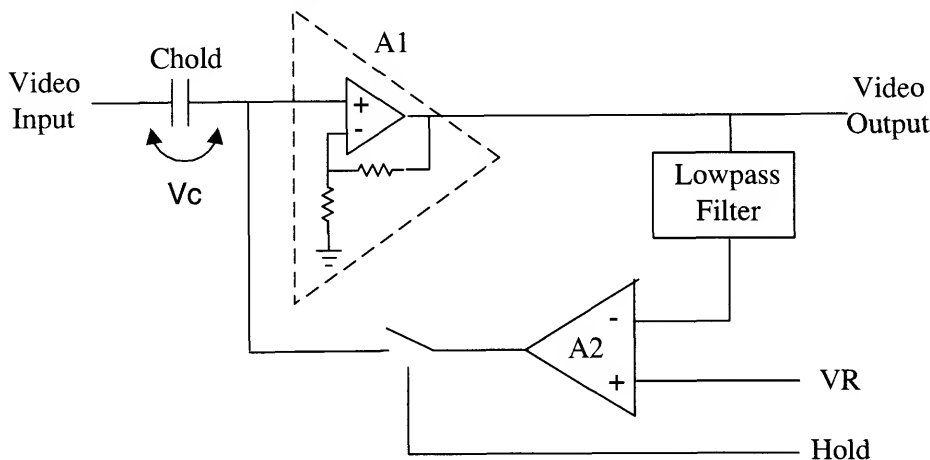 A1
Chold
Video
Input
+
-
Vc
Video
Output
Lowpass
Filter
-
A2
+
VR
Hold